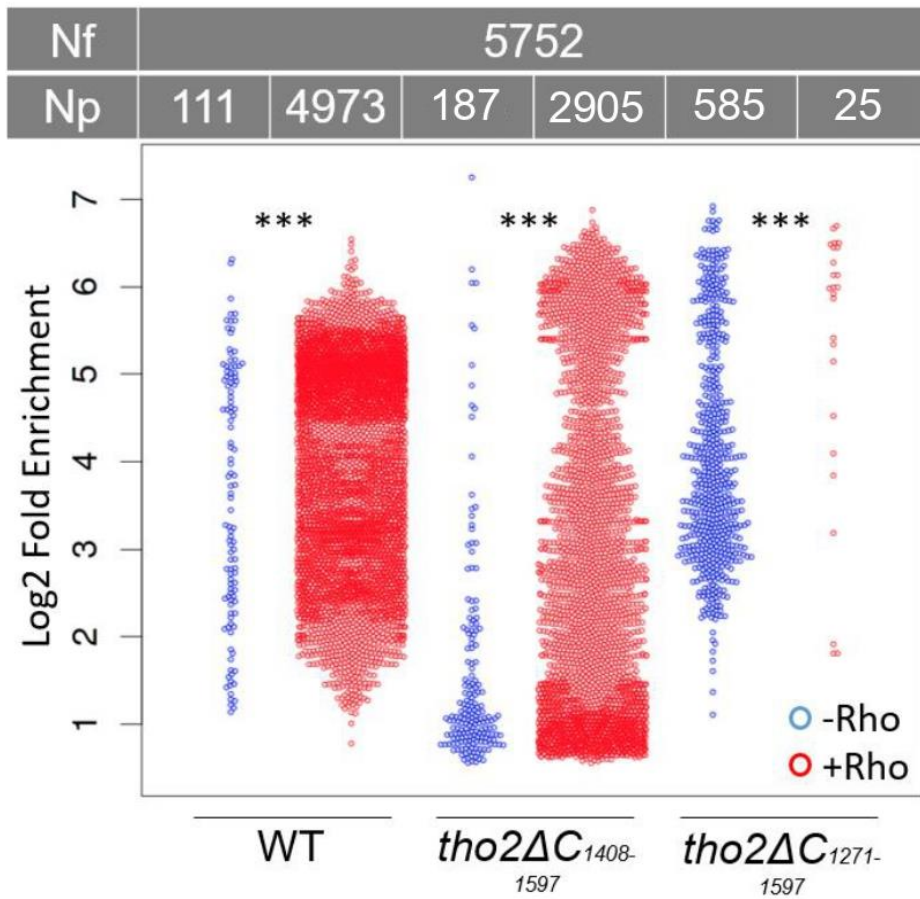 Nf 5752
Np 111 4973 187 2905 585 25
Log2 Fold Enrichment
7
6
5
4
3
2
1
*** *** ***
-Rho
+Rho
WT tho2ΔC1408-1597 tho2ΔC1271-1597